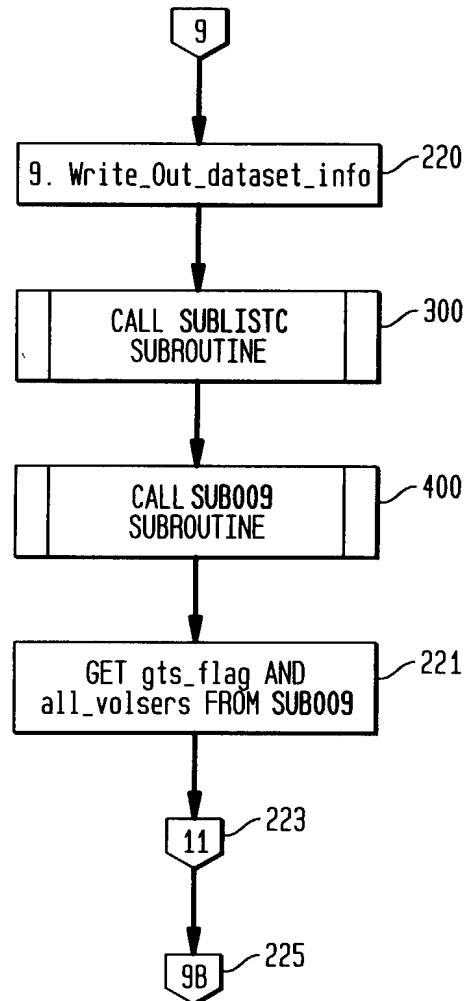 9
9. Write_Out_dataset_info
220
CALL SUBLISTC
SUBROUTINE
300
CALL SUB009
SUBROUTINE
400
GET gts_flag AND
all_volsers FROM SUB009
221
11
223
9B
225